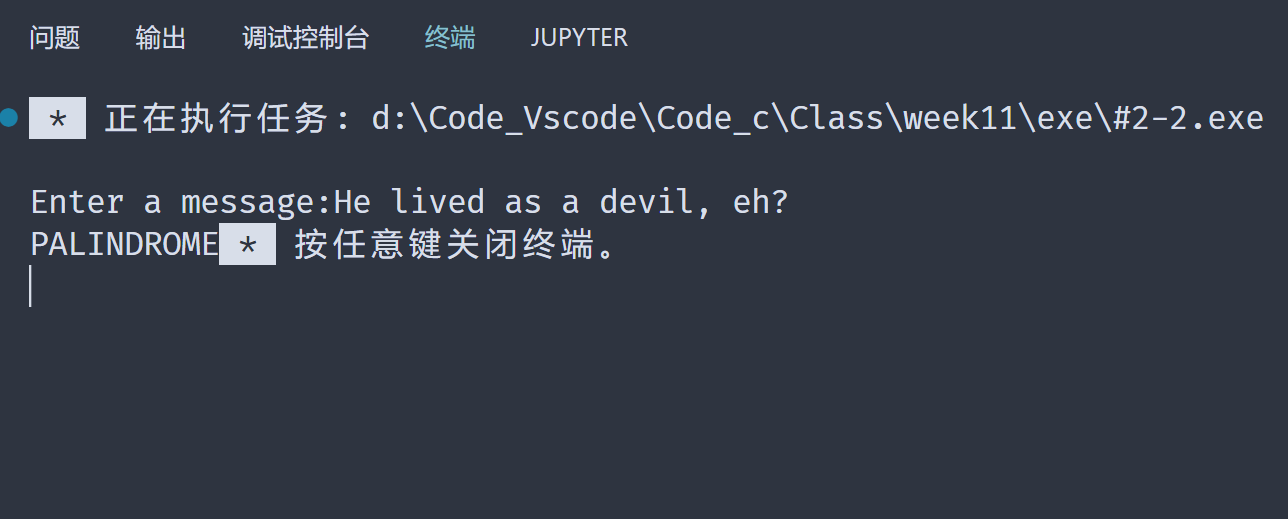 问题 输出 调试控制台 终端 JUPYTER
* 正在执行任务: d:\Code_Vscode\Code_c\Class\week11\exe\#2-2.exe
Enter a message:He lived as a devil, eh?
PALINDROME * 按任意键关闭终端。